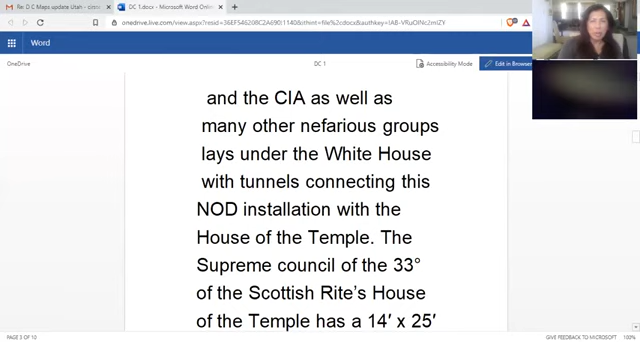 Re: D C Maps update Utah - cirstr
DC 1.docx - Microsoft Word Online
onedrive.live.com/view.aspx?resid=36EF546208C2A9G0!1140&ithint=file%2cdocx&authkey=!AB-VRuOlNc2mlZY
Word
OneDrive
DC 1
Accessibility Mode
Edit in Browser
and the CIA as well as
many other nefarious groups
lays under the White House
with tunnels connecting this
NOD installation with the
House of the Temple. The
Supreme council of the 33°
of the Scottish Rite's House
of the Temple has a 14′ x 25′
PAGE 3 OF 10
GIVE FEEDBACK TO MICROSOFT
100%